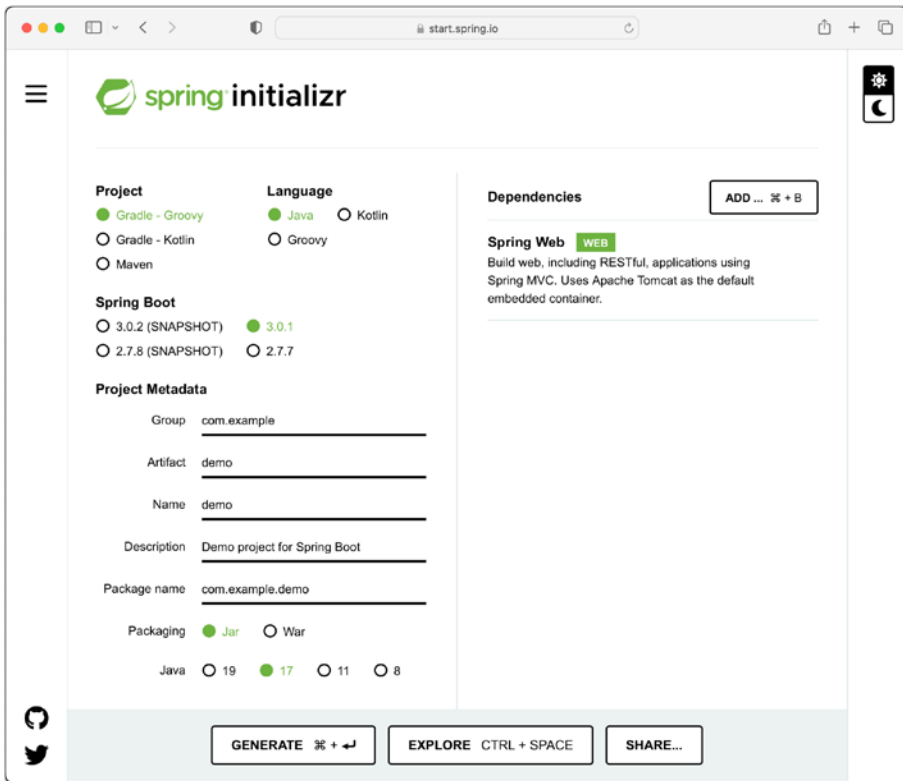 start.spring.io
spring initializr
Project
Gradle - Groovy
Gradle - Kotlin
Maven
Language
Java Kotlin
Groovy
Spring Boot
3.0.2 (SNAPSHOT) 3.0.1
2.7.8 (SNAPSHOT) 2.7.7
Project Metadata
Group com.example
Artifact demo
Name demo
Description Demo project for Spring Boot
Package name com.example.demo
Packaging Jar War
Java 19 17 11 8
Dependencies
ADD ... ⌘ + B
Spring Web WEB
Build web, including RESTful, applications using
Spring MVC. Uses Apache Tomcat as the default
embedded container.
GENERATE ⌘ + ↵
EXPLORE CTRL + SPACE
SHARE...